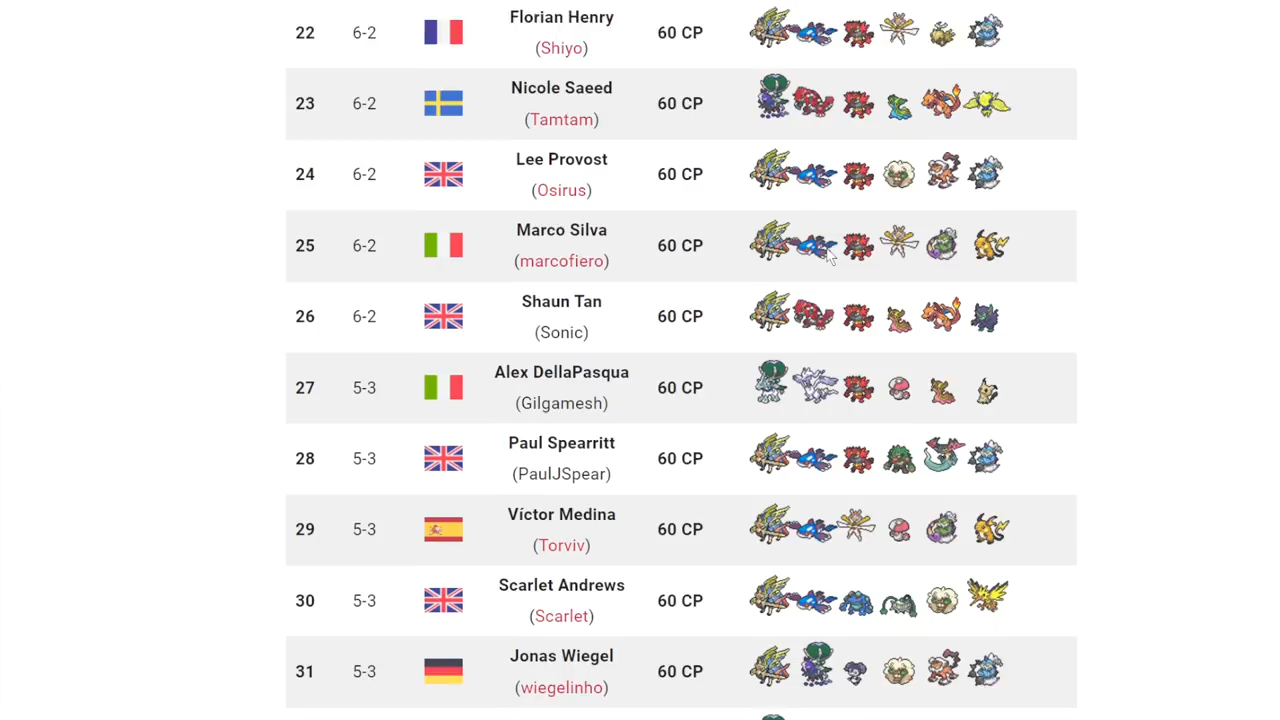 22 6-2 Florian Henry 60 CP
(Shiyo)
23 6-2 Nicole Saeed 60 CP
(Tamtam)
24 6-2 Lee Provost 60 CP
(Osirus)
25 6-2 Marco Silva 60 CP
(marcofiero)
26 6-2 Shaun Tan 60 CP
(Sonic)
27 5-3 Alex DellaPasqua 60 CP
(Gilgamesh)
28 5-3 Paul Spearritt 60 CP
(PaulJSpear)
29 5-3 Víctor Medina 60 CP
(Torviv)
30 5-3 Scarlet Andrews 60 CP
(Scarlet)
31 5-3 Jonas Wiegel 60 CP
(wiegelinho)